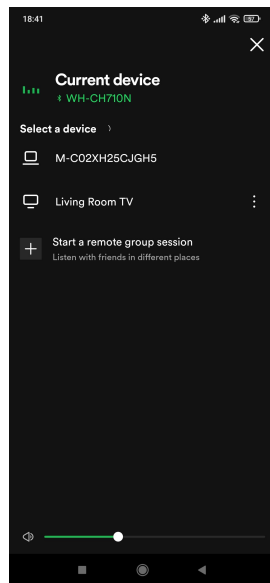 18:41
57
Current device
WH-CH710N
Select a device
M-C02XH25CJGH5
Living Room TV
Start a remote group session
Listen with friends in different places